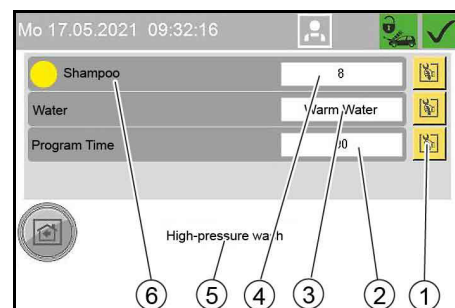 Mo 17.05.2021 09:32:16
Shampoo 8
Water Warm Water
Program Time
High-pressure wash
6 5 4 3 2 1